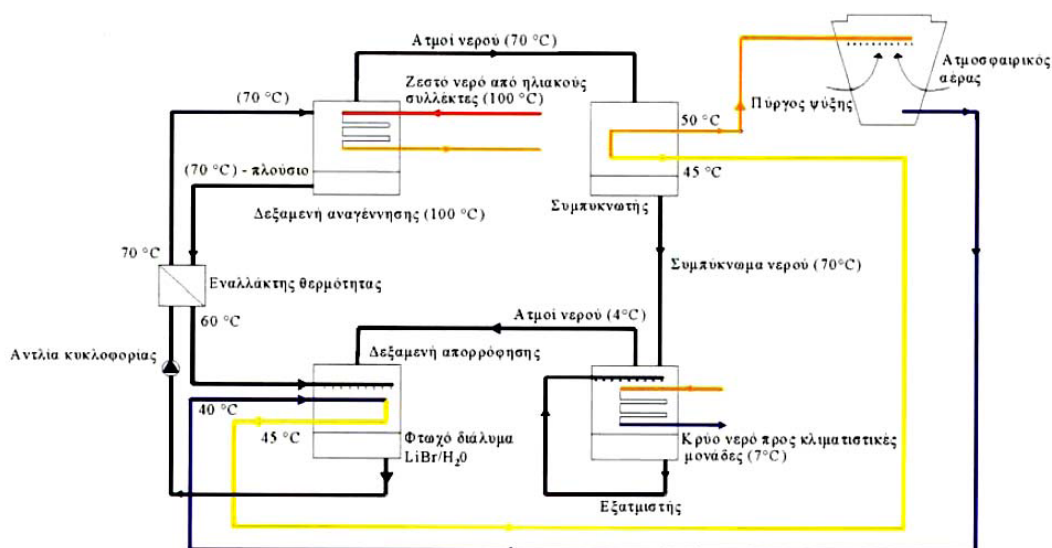 Ατμοί νερού (70 °C)
Ατμοσφαιρικός
αέρας
Ζεστό νερό από ηλιακούς
συλλέκτες (100 °C)
(70 °C)
Πύργος ψύξης
50 °C
(70 °C) - πλούσιο
45 °C
Δεξαμενή αναγέννησης (100 °C)
Συμπυκνωτής
70 °C
Συμπύκνωμα νερού (70°C)
Εναλλάκτης θερμότητας
60 °C
Ατμοί νερού (4°C)
Αντλία κυκλοφορίας
Δεξαμενή απορρόφησης
40 °C
45 °C
Φτωχό διάλυμα
LiBr/H20
Κρύο νερό προς κλιματιστικές
μονάδες (7°C)
Εξατμιστής